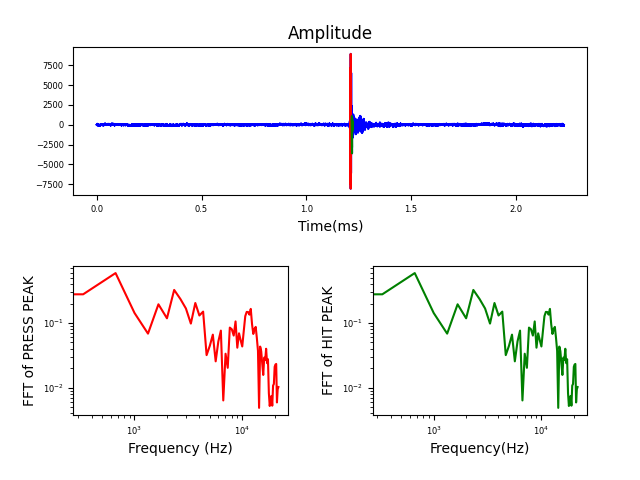 Amplitude
7500
5000
2500
0
−2500
−5000
−7500
0.0 0.5 1.0 1.5 2.0
Time(ms)
FFT of PRESS PEAK
10⁻¹
10⁻²
10³ 10⁴
Frequency (Hz)
FFT of HIT PEAK
10⁻¹
10⁻²
10³ 10⁴
Frequency(Hz)